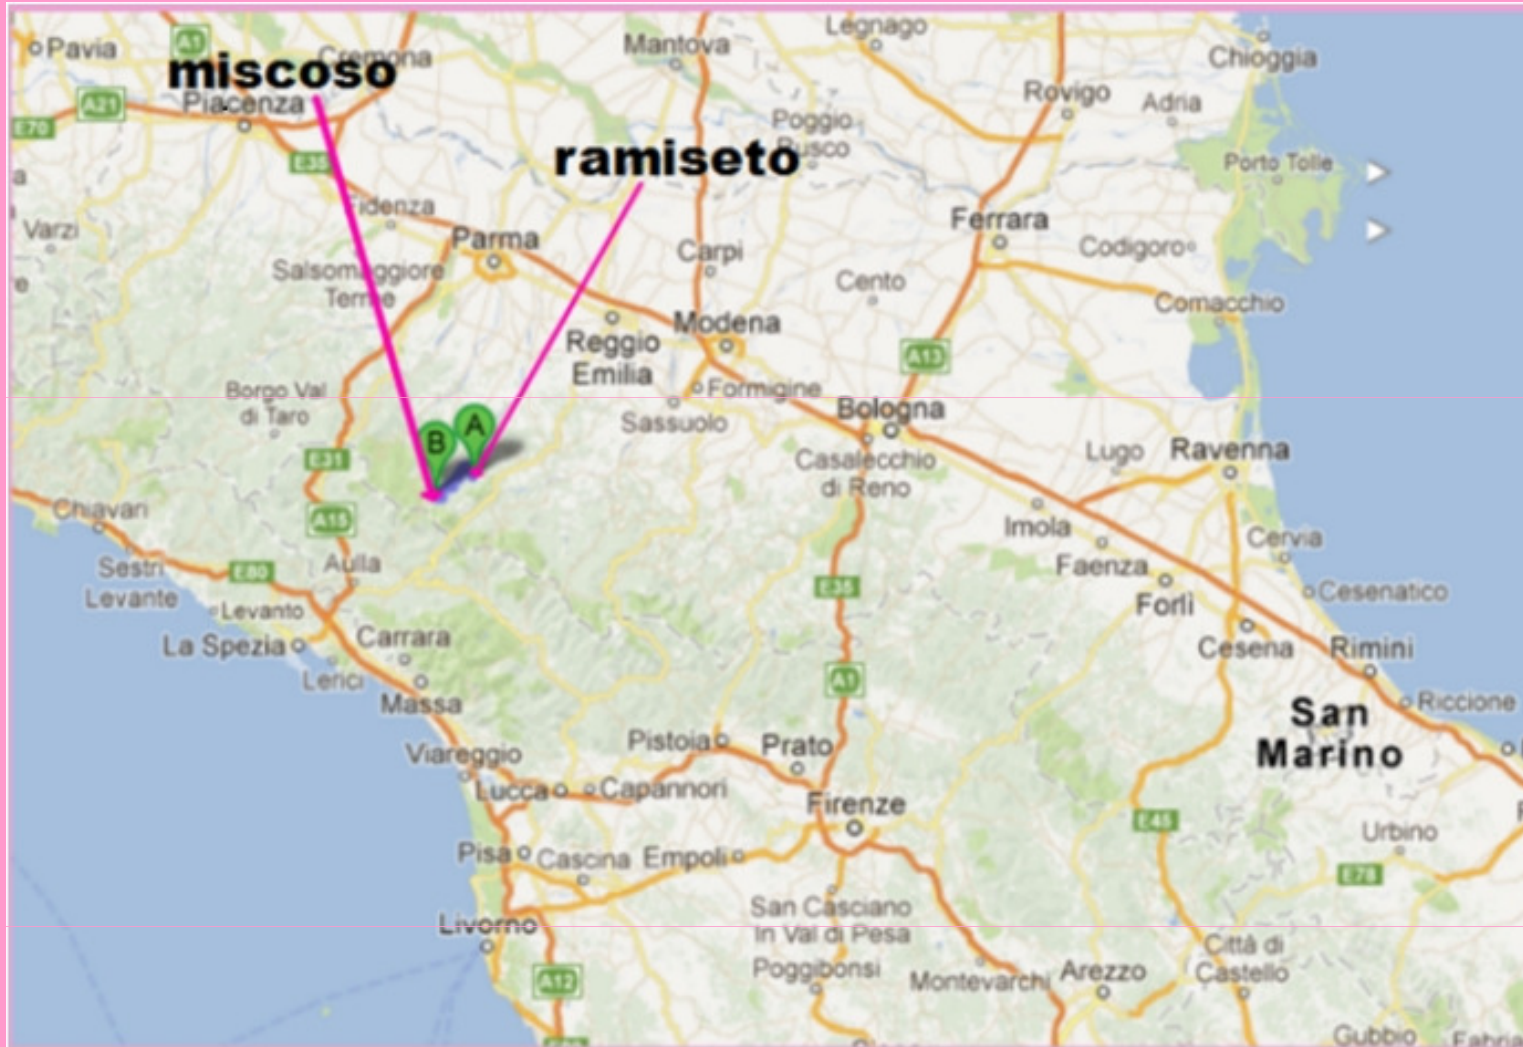 Legnago
Mantova
Pavia
A1
Cremona
Chioggia
miscoso
Rovigo
Adria
A21
Piacenza
E70
Poggio
Rusco
ramiseto
E35
Porto Tolle
Fidenza
Varzi
Parma
Ferrara
Codigoro
Carpi
Salsomaggiore
Terme
Cento
Comacchio
Modena
Reggio
Emilia
A13
Borgo Val
di Taro
Formigine
Sassuolo
Bologna
B
A
E31
Casalecchio
di Reno
Lugo
Ravenna
Chiavari
A15
Imola
Cervia
Sestri
Levante
E80
Aulla
Faenza
E35
Cesenatico
Levanto
Forlì
La Spezia
Carrara
Cesena
Rimini
Lerici
Massa
A1
Riccione
San
Marino
Pistoia
Prato
Viareggio
Lucca
Capannori
Firenze
E45
Urbino
Pisa
Cascina
Empoli
E78
San Casciano
In Val di Pesa
Livorno
Città di
Castello
Poggibonsi
Montevarchi
Arezzo
A12
Gubbio